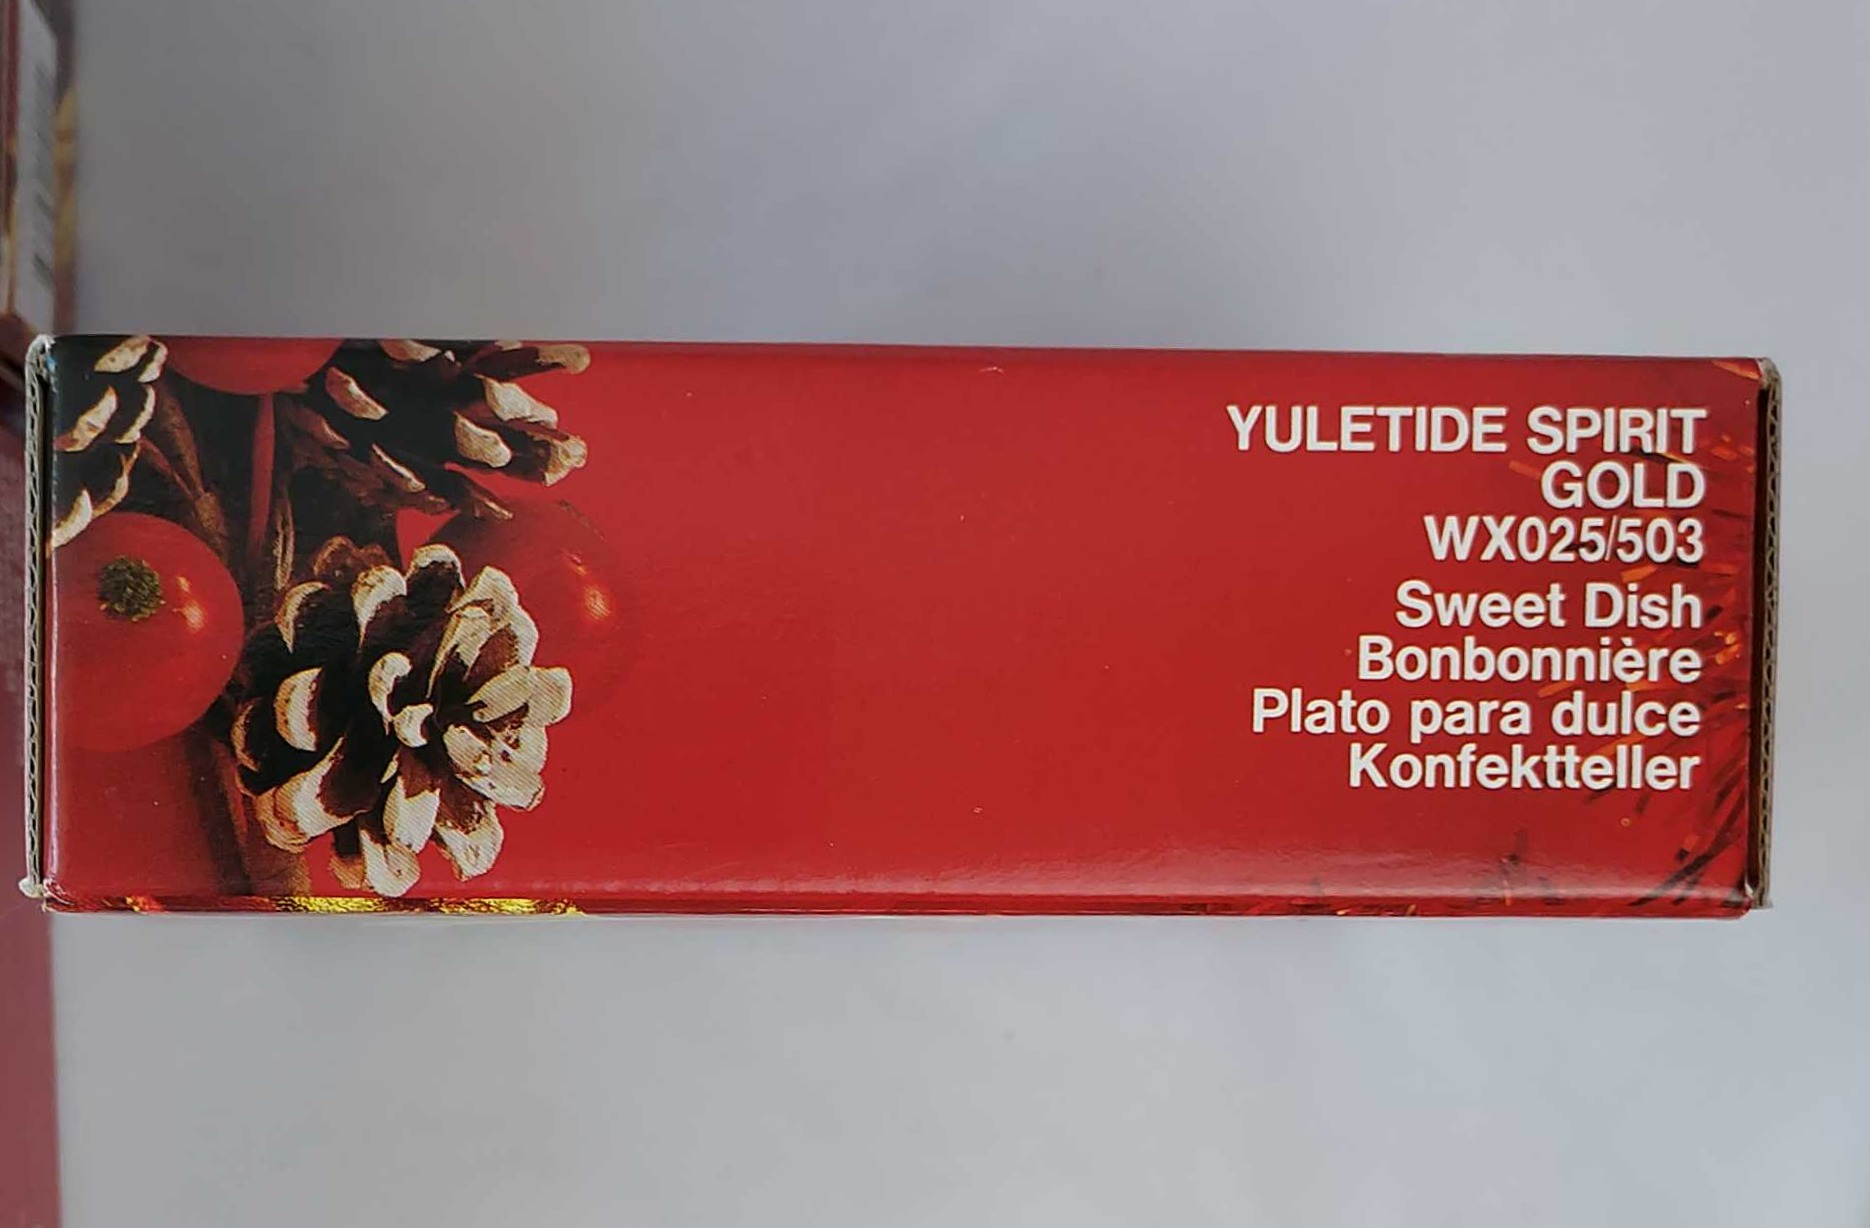 YULETIDE SPIRIT
GOLD
WX025/503
Sweet Dish
Bonbonnière
Plato para dulce
Konfektteller